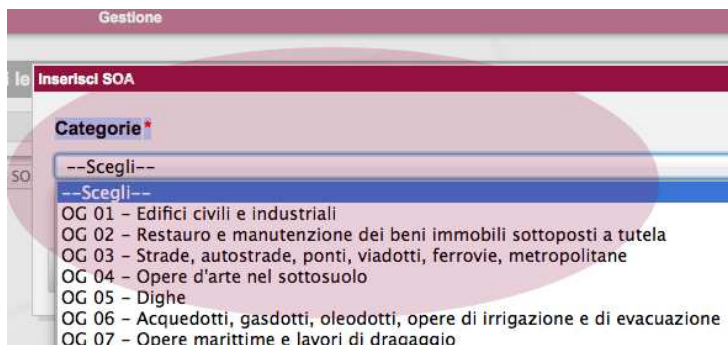 Gestione
i le
Inserisci SOA
Categorie*
SO
--Scegli--
--Scegli--
OG 01 – Edifici civili e industriali
OG 02 – Restauro e manutenzione dei beni immobili sottoposti a tutela
OG 03 – Strade, autostrade, ponti, viadotti, ferrovie, metropolitane
OG 04 – Opere d'arte nel sottosuolo
OG 05 – Dighe
OG 06 – Acquedotti, gasdotti, oleodotti, opere di irrigazione e di evacuazione
OG 07 – Opere marittime e lavori di dragaggio